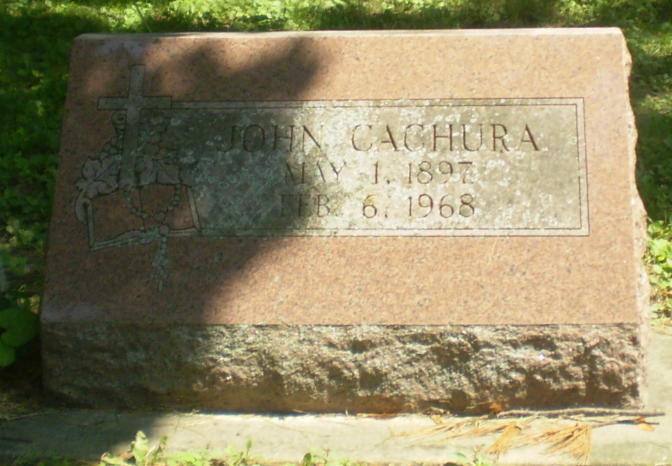 JOHN CACHURA
MAY 1, 1897
FEB. 6, 1968